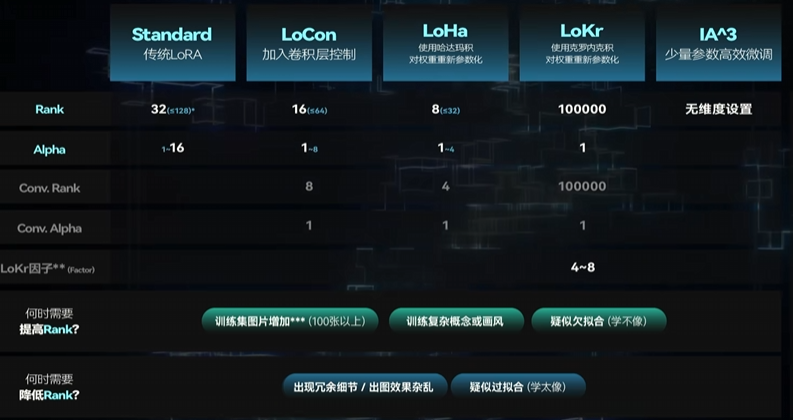 Standard
传统LoRA
LoCon
加入卷积层控制
LoHa
使用哈达玛积
对权重重新参数化
LoKr
使用克罗内克积
对权重重新参数化
IA^3
少量参数高效微调
Rank 32(≤128)* 16(≤64) 8(≤32) 100000 无维度设置
Alpha 1~16 1~8 1~4 1
Conv. Rank 8 4 100000
Conv. Alpha 1 1 1
LoKr因子** (Factor) 4~8
何时需要
提高Rank?
训练集图片增加*** (100张以上) 训练复杂概念或画风 疑似欠拟合 (学不像)
何时需要
降低Rank?
出现冗余细节 / 出图效果杂乱 疑似过拟合 (学太像)